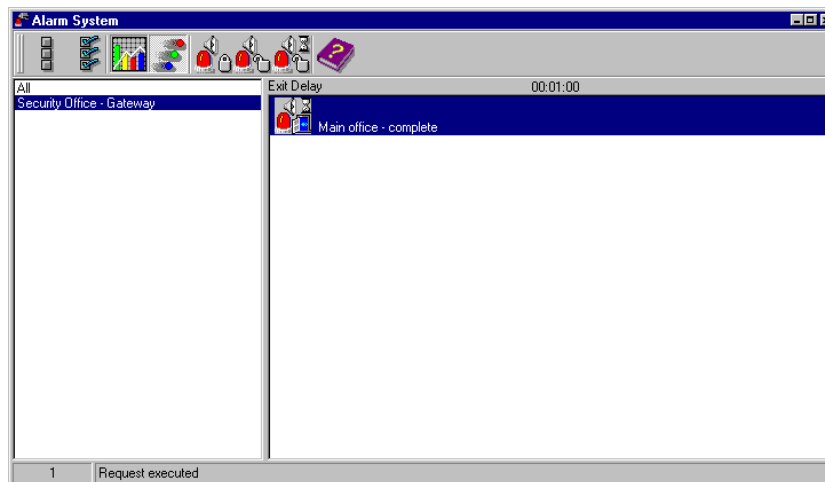 Alarm System
All
Security Office - Gateway
Exit Delay 00:01:00
Main office - complete
1 Request executed